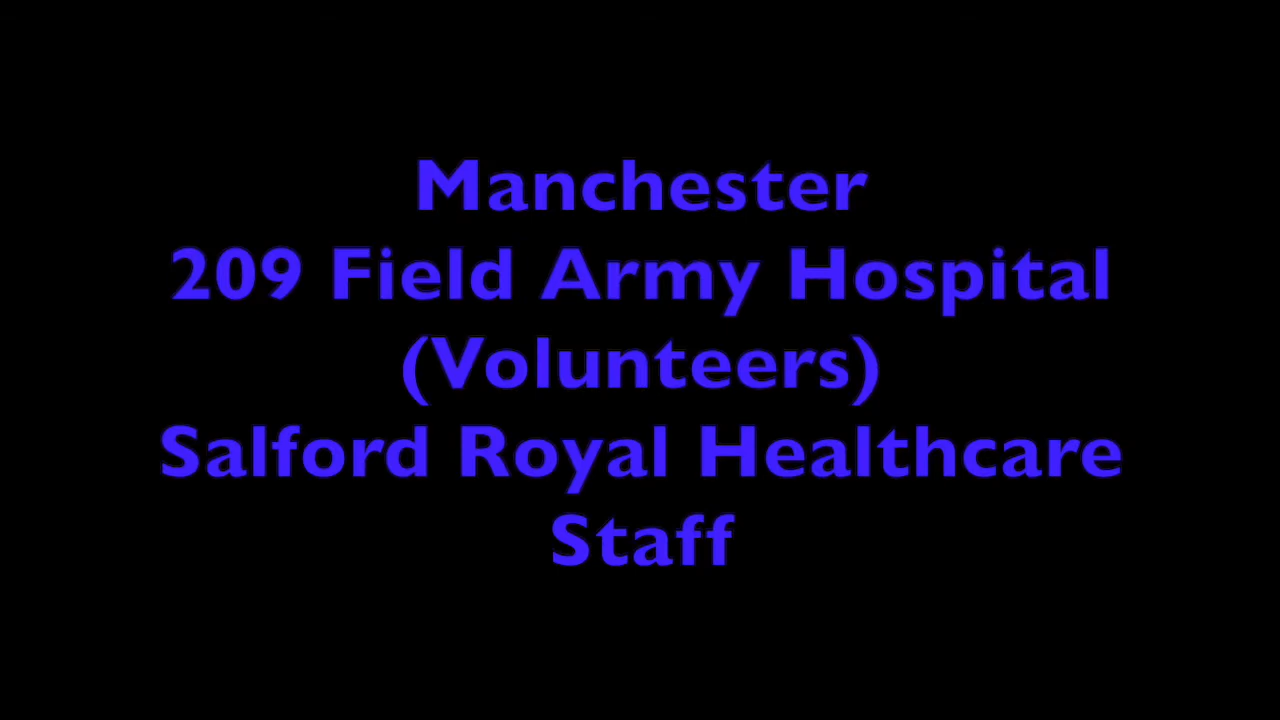 Manchester
209 Field Army Hospital
(Volunteers)
Salford Royal Healthcare
Staff